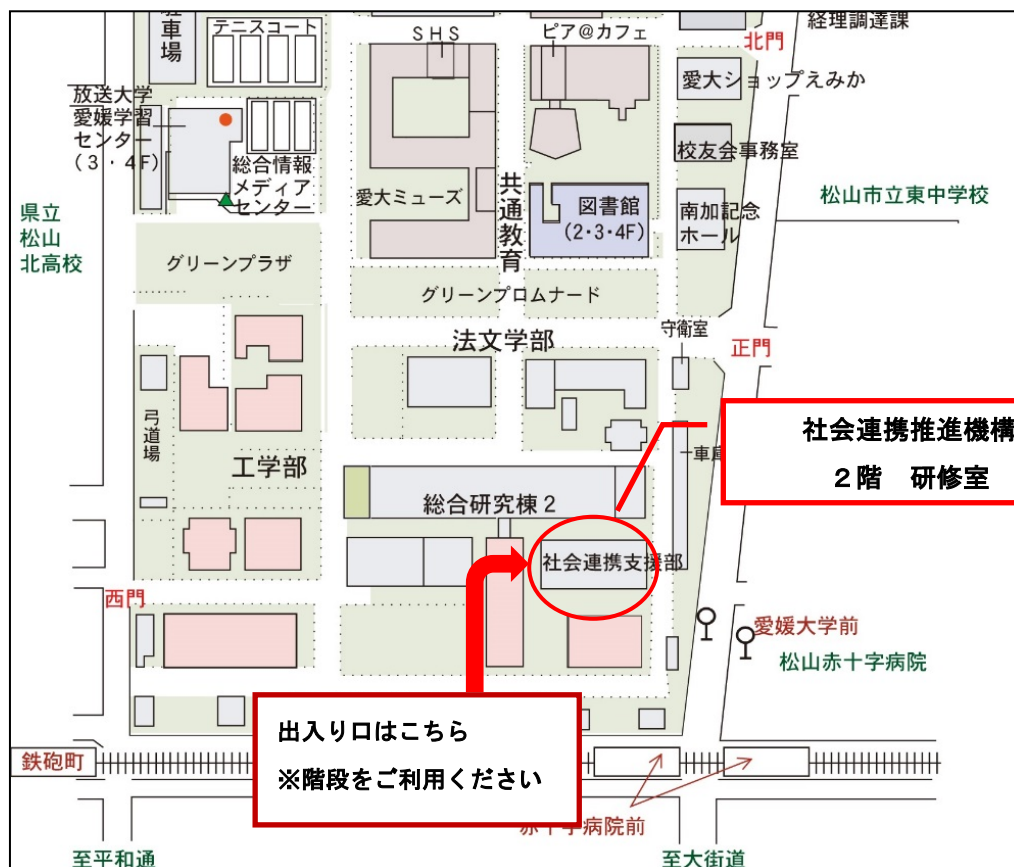 経理調達課
駐
車
場
テニスコート
ＳＨＳ
ピア＠カフェ
北門
愛大ショップえみか
放送大学
愛媛学習
センター
（３・４Ｆ）
総合情報
メディア
センター
愛大ミューズ
共通教育
図書館
(2・3・4F)
校友会事務室
南加記念
ホール
松山市立東中学校
県立
松山
北高校
グリーンプラザ
グリーンプロムナード
守衛室
正門
法文学部
弓道場
工学部
車庫
社会連携推進機構
２階　研修室
総合研究棟２
社会連携支援部
西門
愛媛大学前
松山赤十字病院
出入り口はこちら
※階段をご利用ください
鉄砲町
赤十字病院前
至平和通
至大街道